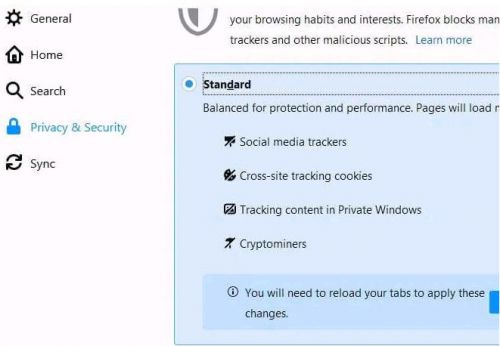 General
Home
Search
Privacy & Security
Sync
your browsing habits and interests. Firefox blocks man
trackers and other malicious scripts. Learn more
Standard
Balanced for protection and performance. Pages will load n
Social media trackers
Cross-site tracking cookies
Tracking content in Private Windows
Cryptominers
You will need to reload your tabs to apply these
changes.